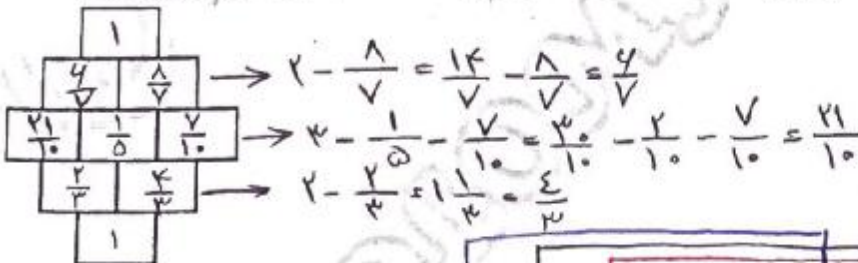 ۱
۶/۷ ۸/۷ → ۲ - ۸/۷ = ۱۴/۷ - ۸/۷ = ۶/۷
۲۱/۱۰ ۱/۵ ۷/۱۰ → ۳ - ۱/۵ - ۷/۱۰ = ۳۰/۱۰ - ۲/۱۰ - ۷/۱۰ = ۲۱/۱۰
۲/۳ ۴/۳ → ۲ - ۲/۳ = ۱ ۱/۳ = ۴/۳
۱